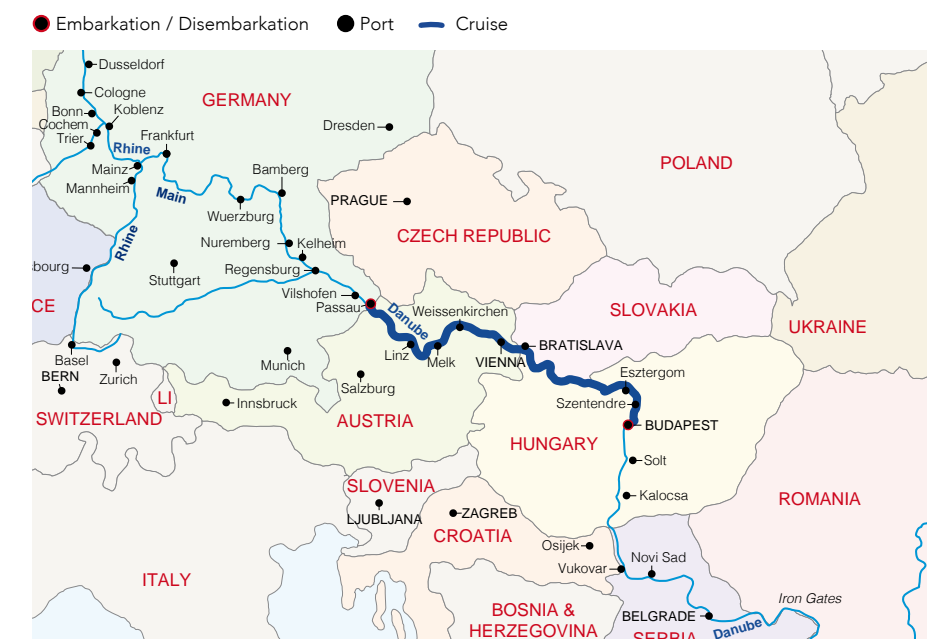 Embarkation / Disembarkation Port Cruise
Dusseldorf
Cologne
GERMANY
Bonn
Koblenz
Cochem
Trier
Frankfurt
Dresden
Rhine
Mainz
Mannheim
Main
Bamberg
POLAND
PRAGUE
Wuerzburg
CZECH REPUBLIC
Rhine
Nuremberg
Kelheim
sbourg
Stuttgart
Regensburg
Vilshofen
Passau
Danube
Weissenkirchen
CE
SLOVAKIA
UKRAINE
Linz
Melk
VIENNA
BRATISLAVA
Basel
BERN
Zurich
Munich
Salzburg
Esztergom
Szentendre
LI
Innsbruck
SWITZERLAND
AUSTRIA
HUNGARY
BUDAPEST
Solt
SLOVENIA
Kalocsa
ROMANIA
LJUBLJANA
ZAGREB
CROATIA
Osijek
Novi Sad
Vukovar
ITALY
Iron Gates
BOSNIA &
HERZEGOVINA
BELGRADE
Danube
SERBIA